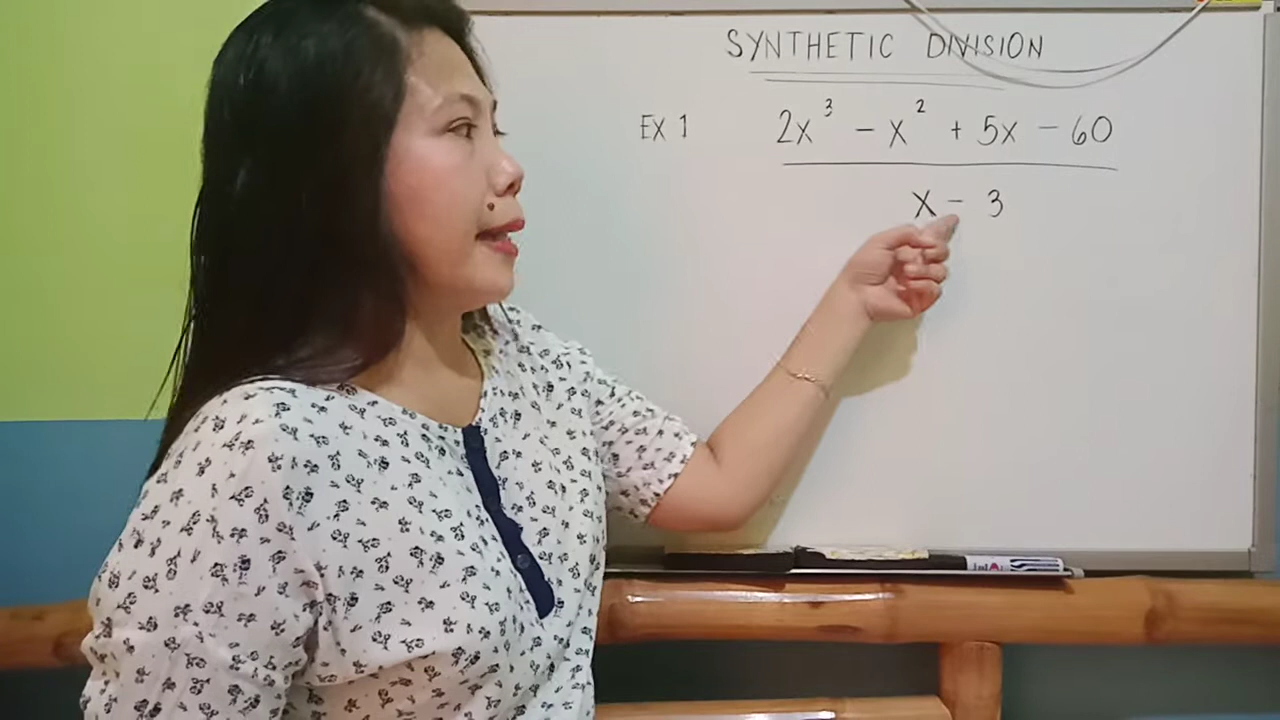 SYNTHETIC DIVISION
EX 1
2x³ - x² + 5x - 60
x - 3